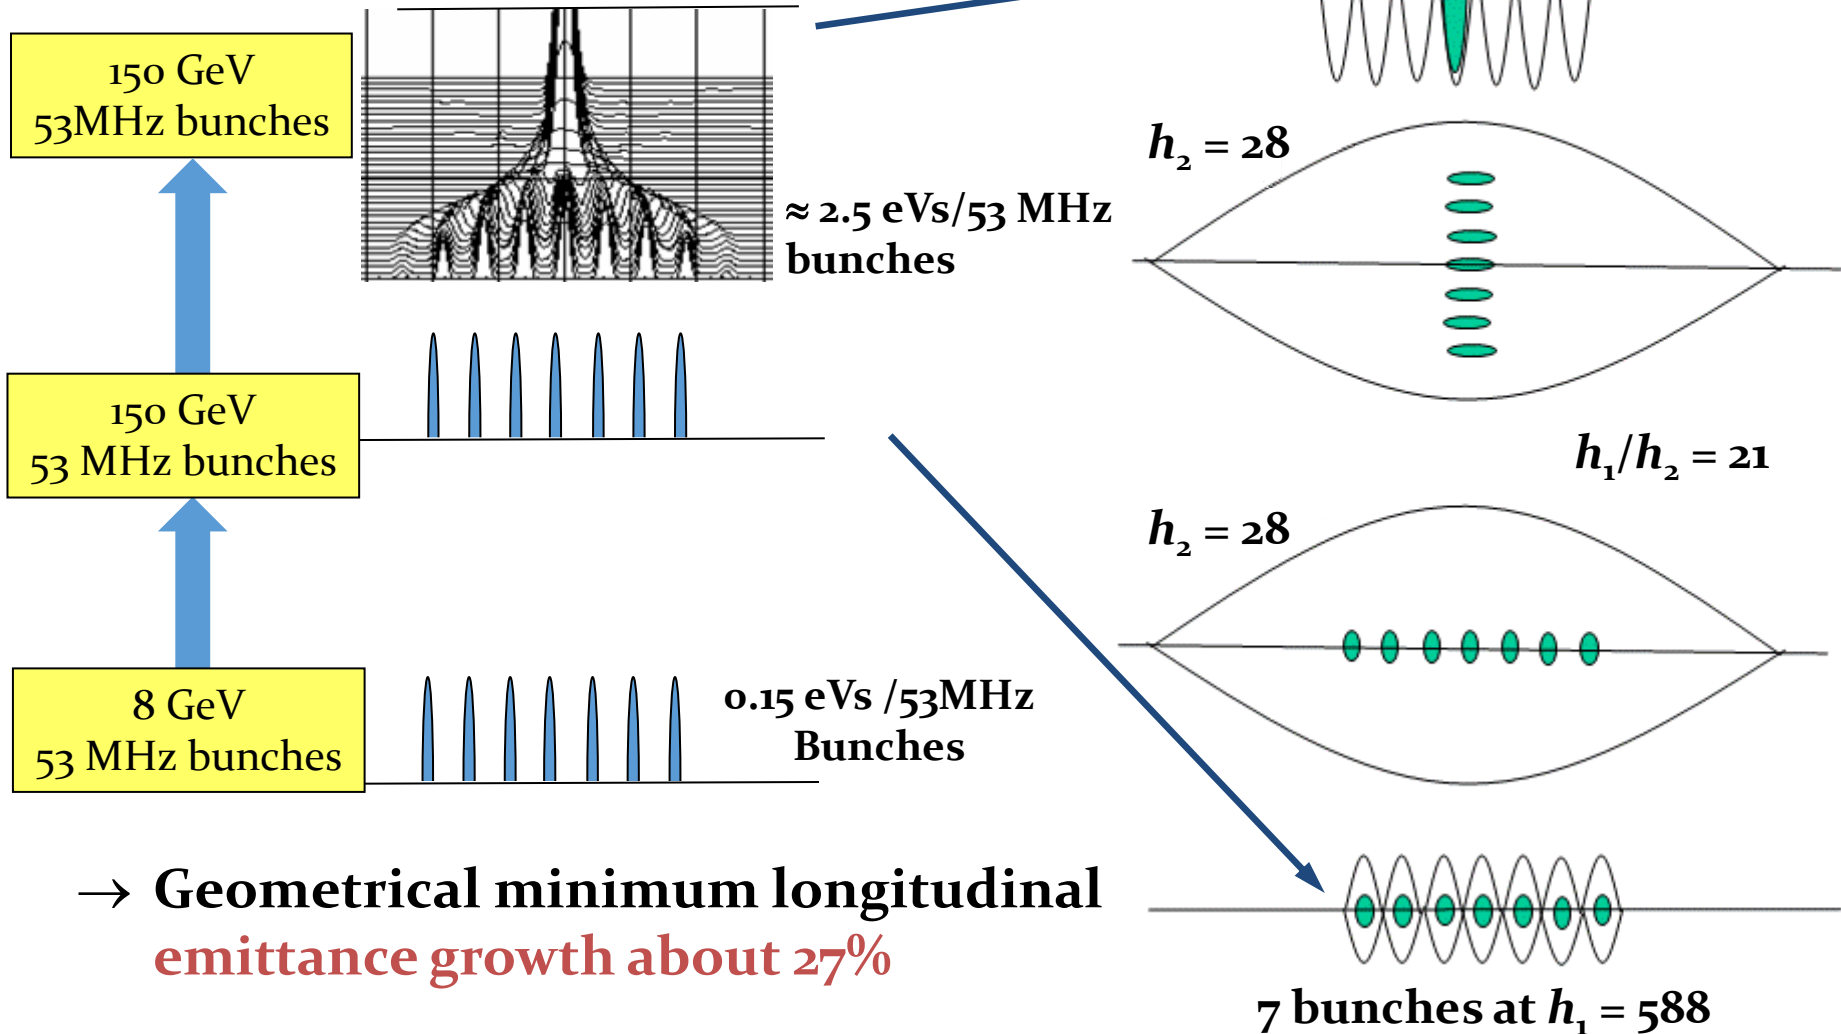 150 GeV
53MHz bunches
≈ 2.5 eVs/53 MHz
bunches
150 GeV
53 MHz bunches
8 GeV
53 MHz bunches
0.15 eVs /53MHz
Bunches
→ Geometrical minimum longitudinal
emittance growth about 27%
h₂ = 28
h₁/h₂ = 21
h₂ = 28
7 bunches at h₁ = 588